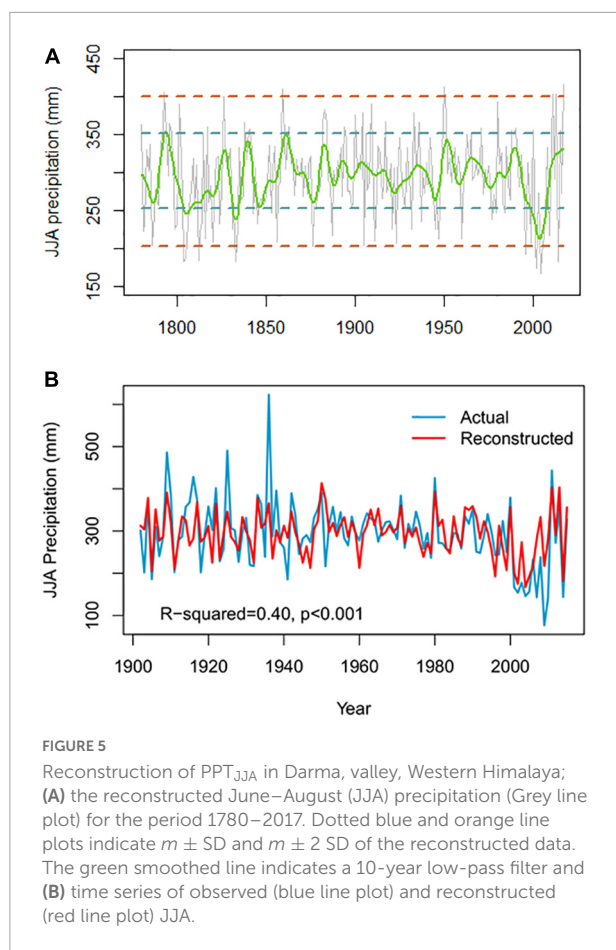 A
JJA precipitation (mm)
450
350
250
150
1800
1850
1900
1950
2000
B
JJA Precipitation (mm)
500
300
100
Actual
Reconstructed
R−squared=0.40, p<0.001
1900
1920
1940
1960
1980
2000
Year
FIGURE 5
Reconstruction of PPTJJA in Darma, valley, Western Himalaya;
(A) the reconstructed June–August (JJA) precipitation (Grey line
plot) for the period 1780–2017. Dotted blue and orange line
plots indicate m ± SD and m ± 2 SD of the reconstructed data.
The green smoothed line indicates a 10-year low-pass filter and
(B) time series of observed (blue line plot) and reconstructed
(red line plot) JJA.